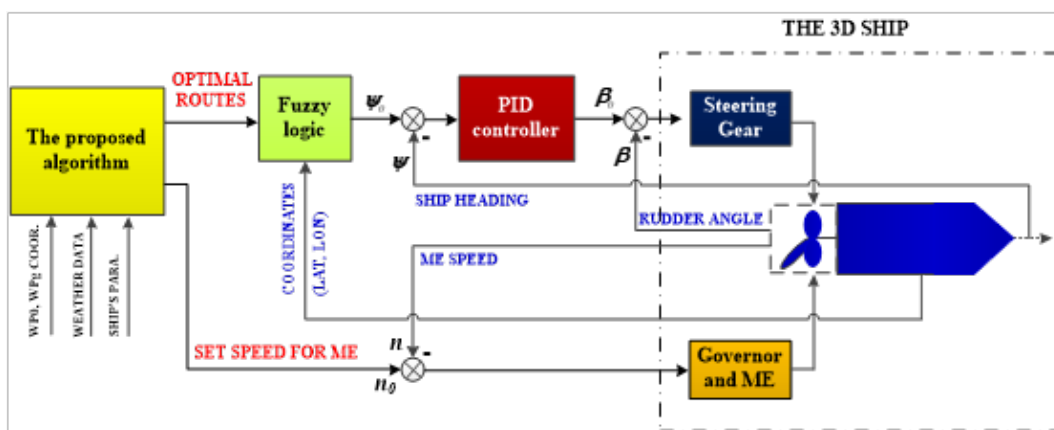 THE 3D SHIP
OPTIMAL
ROUTES
The proposed
algorithm
Fuzzy
logic
Ψ₀
-
Ψ
PID
controller
β₀
-
β
Steering
Gear
SHIP HEADING
RUDDER ANGLE
COORDINATES
(LAT, LON)
ME SPEED
WP0, WPg COOR.
WEATHER DATA
SHIP'S PARA.
SET SPEED FOR ME
n
-
n₀
Governor
and ME